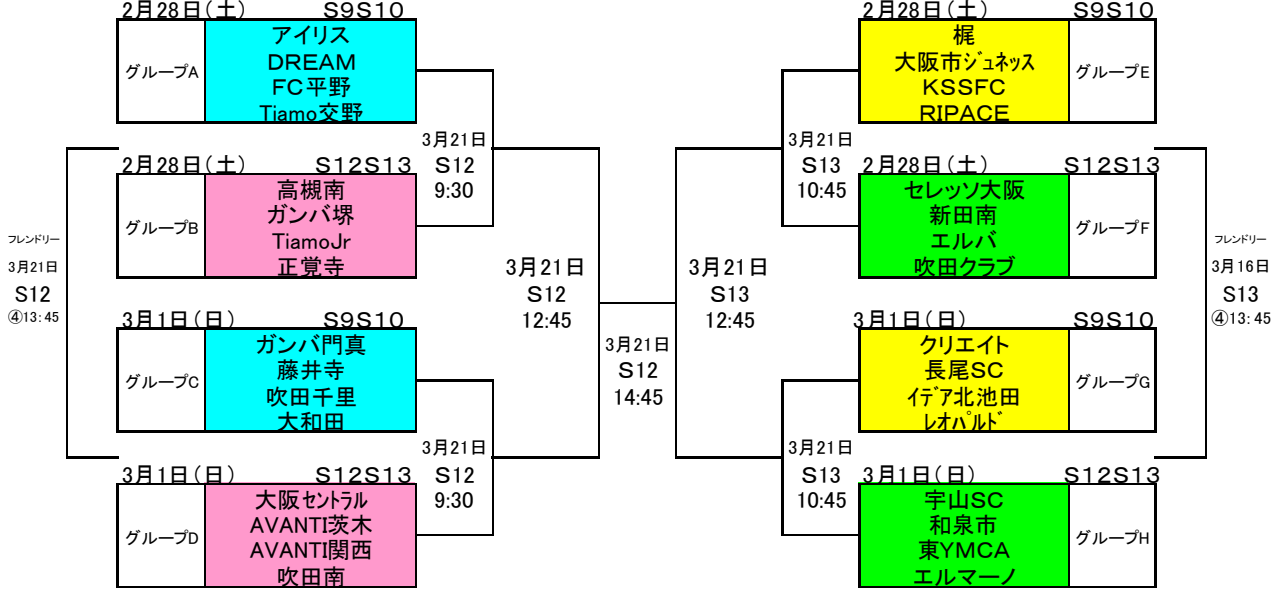 2月28日(土) S9S10
グループA
アイリス
DREAM
FC平野
Tiamo交野
2月28日(土) S12S13
グループB
高槻南
ガンバ堺
TiamoJr
正覚寺
3月1日(日) S9S10
グループC
ガンバ門真
藤井寺
吹田千里
大和田
3月1日(日) S12S13
グループD
大阪セントラル
AVANTI茨木
AVANTI関西
吹田南
フレンドリー
3月21日
S12
④13:45
3月21日
S12
9:30
3月21日
S12
9:30
3月21日
S12
12:45
3月21日
S12
14:45
3月21日
S13
12:45
3月21日
S13
10:45
3月21日
S13
10:45
2月28日(土) S9S10
梶
大阪市ジュネッス
KSSFC
RIPACE
グループE
2月28日(土) S12S13
セレッソ大阪
新田南
エルバ
吹田クラブ
グループF
3月1日(日) S9S10
クリエイト
長尾SC
イデア北池田
レオパルド
グループG
3月1日(日) S12S13
宇山SC
和泉市
東YMCA
エルマーノ
グループH
フレンドリー
3月16日
S13
④13:45